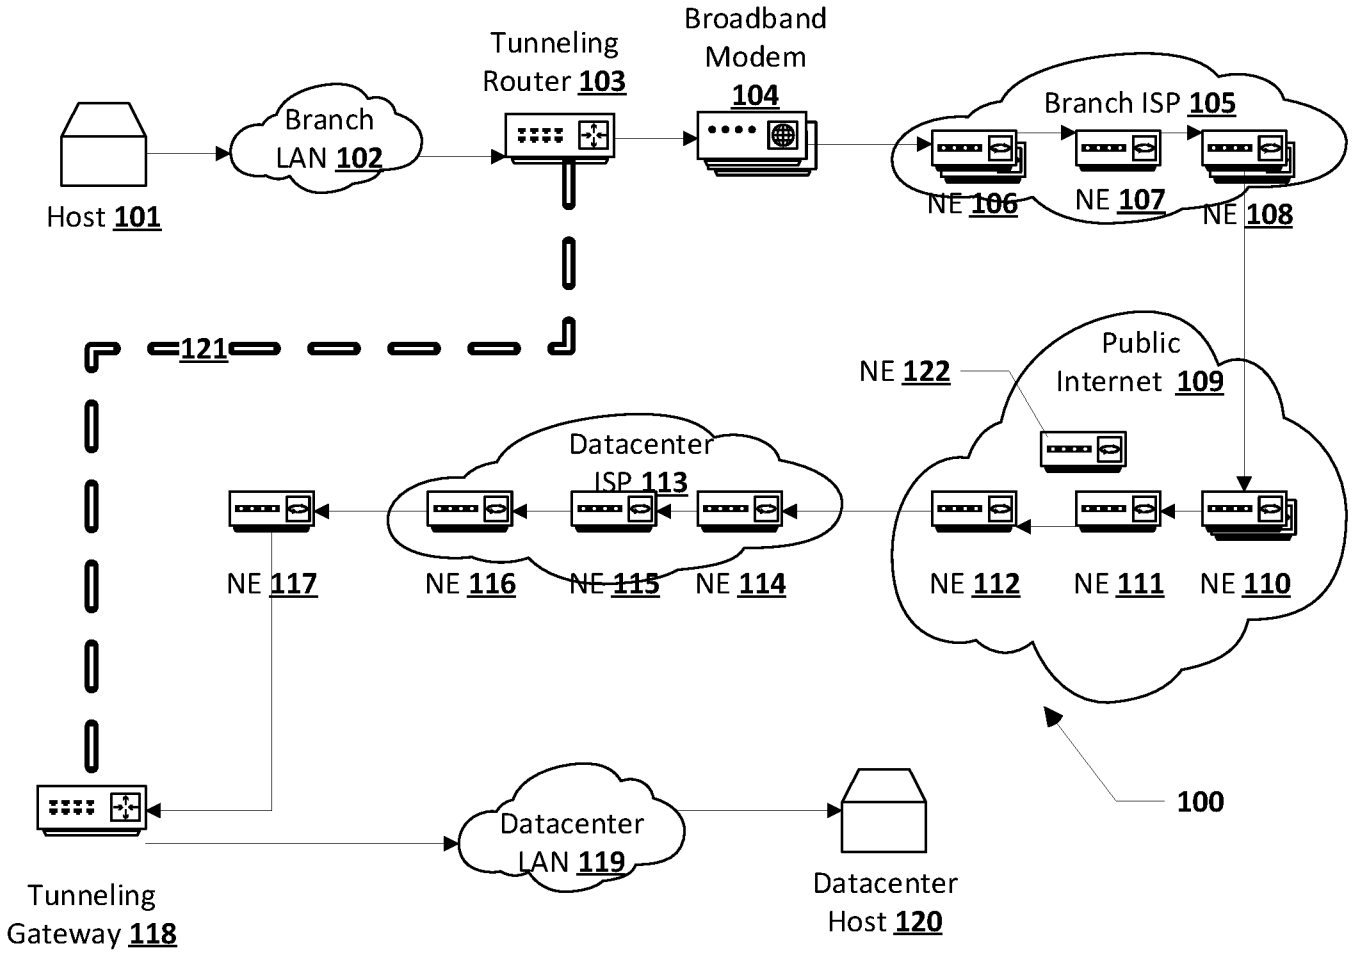 Tunneling
Router 103
Broadband
Modem
104
Branch ISP 105
Branch
LAN 102
Host 101
NE 106
NE 107
NE 108
121
Public
Internet 109
NE 122
Datacenter
ISP 113
NE 117
NE 116
NE 115
NE 114
NE 112
NE 111
NE 110
100
Datacenter
LAN 119
Tunneling
Gateway 118
Datacenter
Host 120